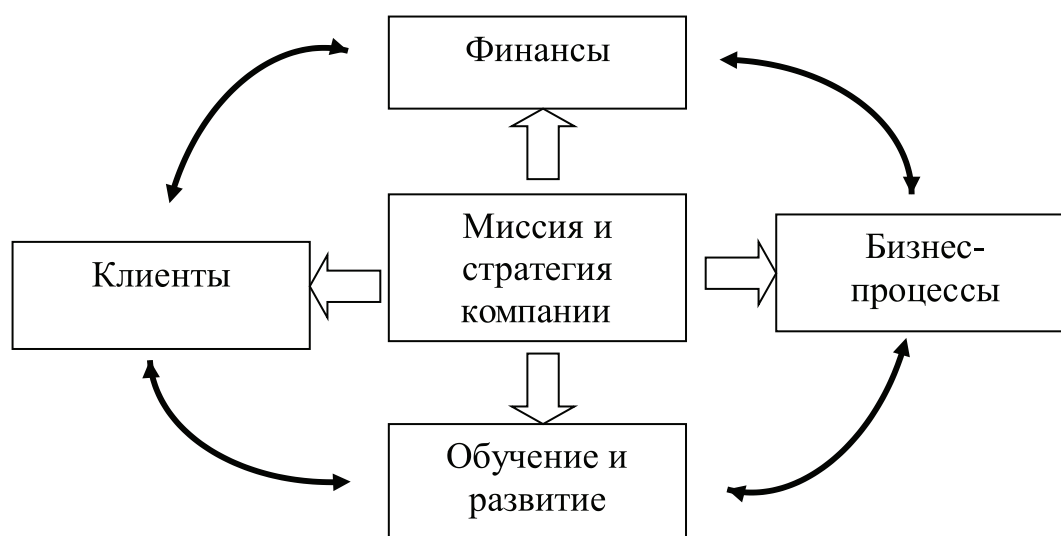 Финансы
Миссия и
стратегия
компании
Клиенты
Бизнес-
процессы
Обучение и
развитие